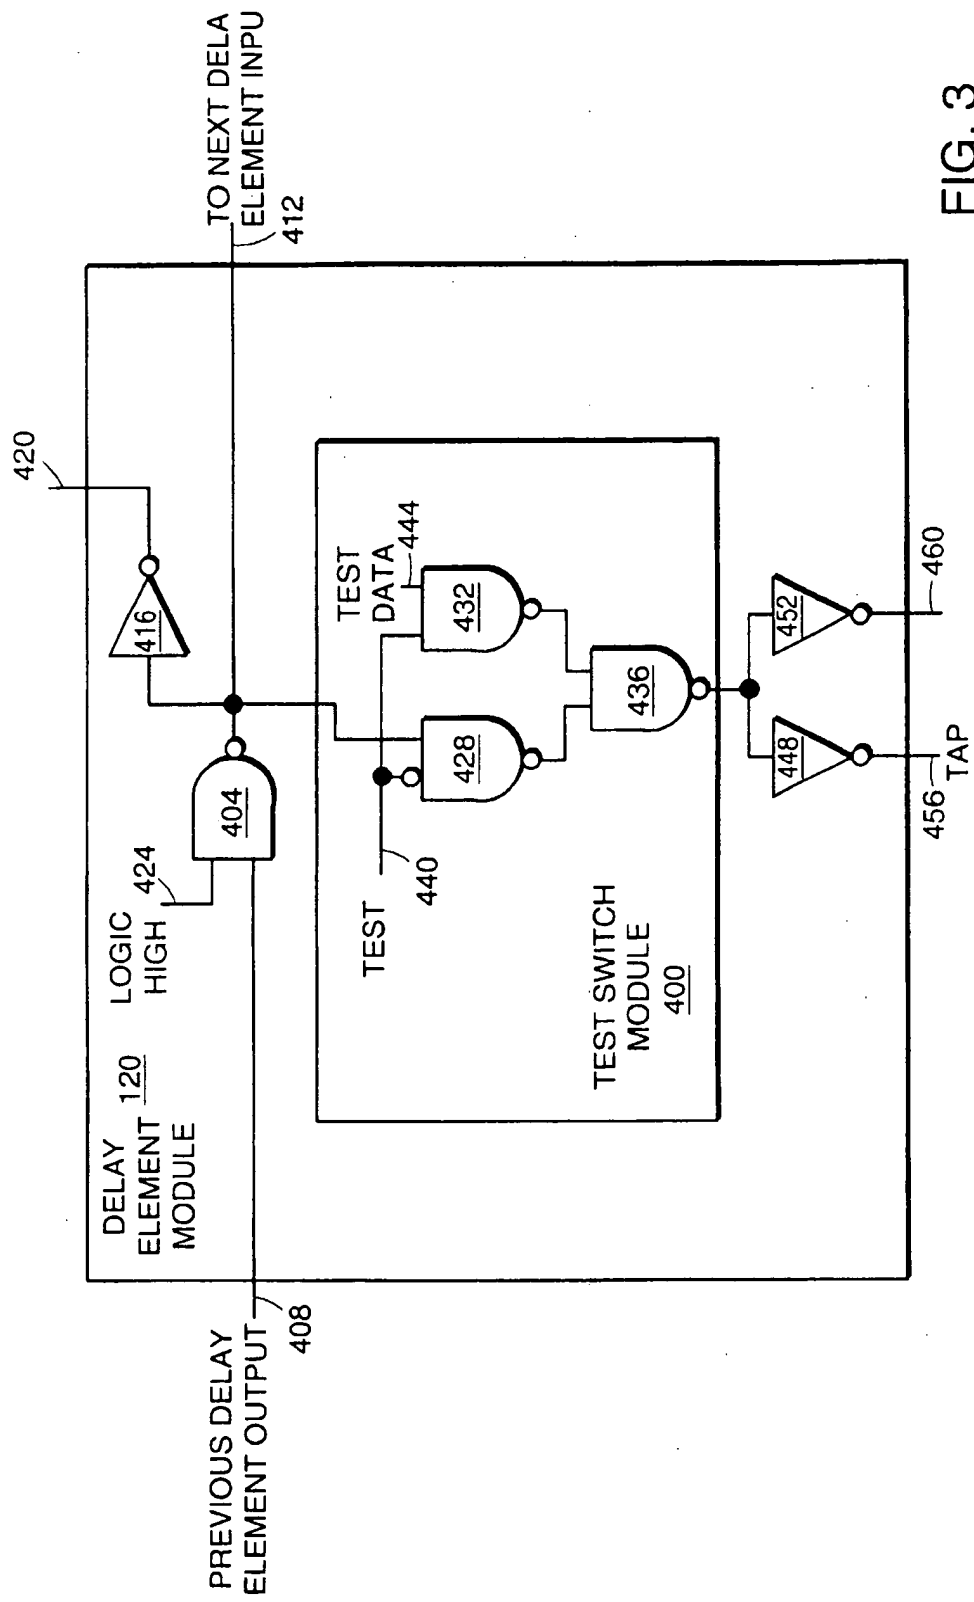 FIG. 3
TO NEXT DELA
ELEMENT INPU
412
420
416
LOGIC
HIGH
424
404
DELAY
ELEMENT
MODULE
120
PREVIOUS DELAY
ELEMENT OUTPUT
408
TEST
DATA
444
432
428
436
TEST
440
TEST SWITCH
MODULE
400
452
448
460
456
TAP